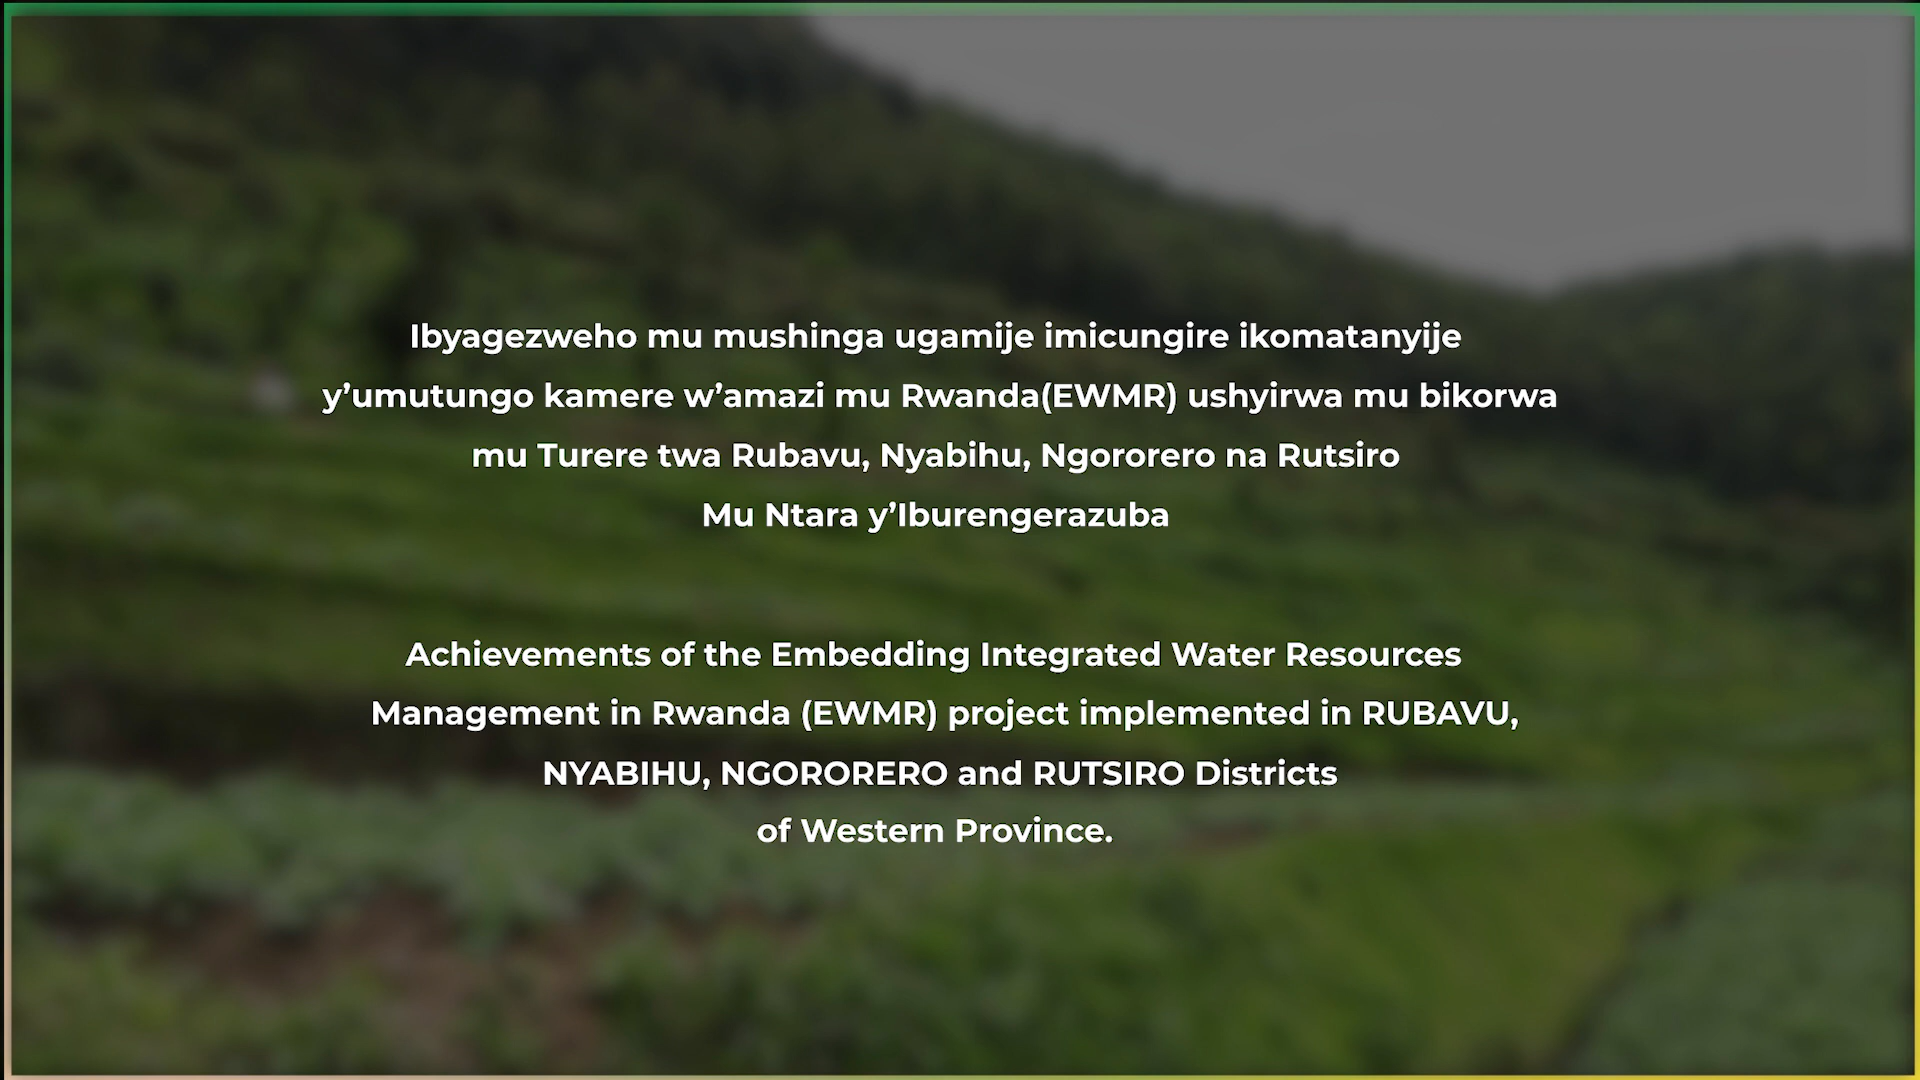 Ibyagezweho mu mushinga ugamije imicungire ikomatanyije
y’umutungo kamere w’amazi mu Rwanda(EWMR) ushyirwa mu bikorwa
mu Turere twa Rubavu, Nyabihu, Ngororero na Rutsiro
Mu Ntara y’Iburengerazuba
Achievements of the Embedding Integrated Water Resources
Management in Rwanda (EWMR) project implemented in RUBAVU,
NYABIHU, NGORORERO and RUTSIRO Districts
of Western Province.